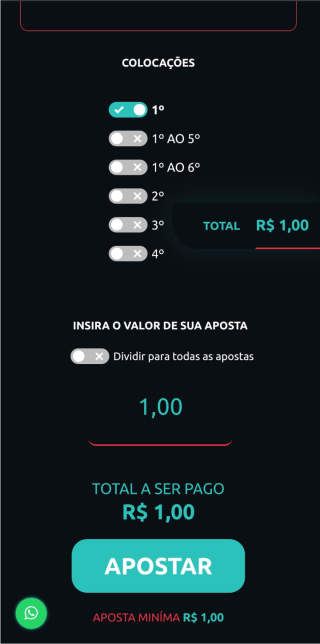 COLOCAÇÕES
1º
1º AO 5º
1º AO 6º
2º
3º
TOTAL R$ 1,00
4º
INSIRA O VALOR DE SUA APOSTA
Dividir para todas as apostas
1,00
TOTAL A SER PAGO
R$ 1,00
APOSTAR
APOSTA MINÍMA R$ 1,00